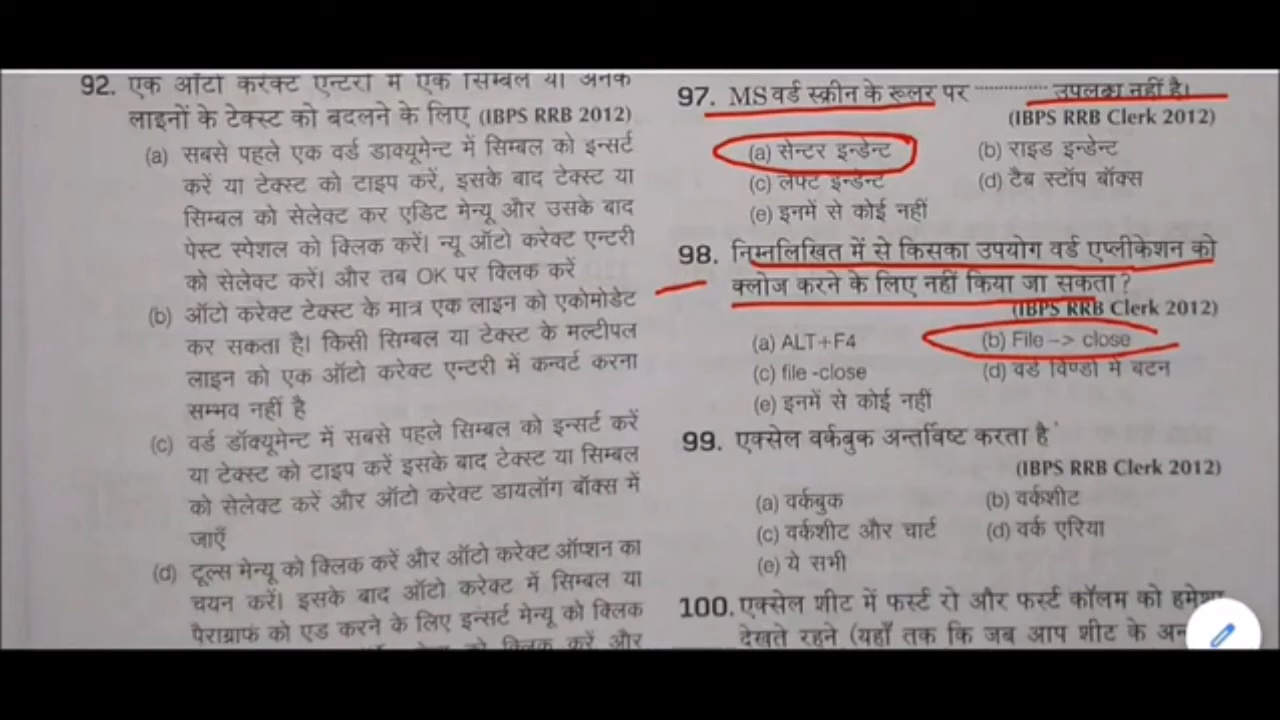 92. एक ऑटो करेक्ट एन्टरी में एक सिम्बल या अनेक
लाइनों के टेक्स्ट को बदलने के लिए (IBPS RRB 2012)
(a) सबसे पहले एक वर्ड डाक्यूमेन्ट में सिम्बल को इन्सर्ट
करें या टेक्स्ट को टाइप करें, इसके बाद टेक्स्ट या
सिम्बल को सेलेक्ट कर एडिट मेन्यू और उसके बाद
पेस्ट स्पेशल को क्लिक करें। न्यू ऑटो करेक्ट एन्टरी
को सेलेक्ट करें। और तब OK पर क्लिक करें
(b) ऑटो करेक्ट टेक्स्ट के मात्र एक लाइन को एकोमोडेट
कर सकता है। किसी सिम्बल या टेक्स्ट के मल्टीपल
लाइन को एक ऑटो करेक्ट एन्टरी में कन्वर्ट करना
सम्भव नहीं है
(c) वर्ड डॉक्यूमेन्ट में सबसे पहले सिम्बल को इन्सर्ट करें
या टेक्स्ट को टाइप करें इसके बाद टेक्स्ट या सिम्बल
को सेलेक्ट करें और ऑटो करेक्ट डायलॉग बॉक्स में
जाएँ
(d) टूल्स मेन्यू को क्लिक करें और ऑटो करेक्ट ऑप्शन का
चयन करें। इसके बाद ऑटो करेक्ट में सिम्बल या
पैराग्राफ को एड करने के लिए इन्सर्ट मेन्यू को क्लिक
को क्लिक करें और
97. MS वर्ड स्क्रीन के रूलर पर ............... उपलब्ध नहीं है।
(IBPS RRB Clerk 2012)
(a) सेन्टर इन्डेन्ट (b) राइड इन्डेन्ट
(c) लेफ्ट इन्डेन्ट (d) टैब स्टॉप बॉक्स
(e) इनमें से कोई नहीं
98. निम्नलिखित में से किसका उपयोग वर्ड एप्लीकेशन को
क्लोज करने के लिए नहीं किया जा सकता?
(IBPS RRB Clerk 2012)
(a) ALT+F4 (b) File -> close
(c) file -close (d) वर्ड विण्डो में बटन
(e) इनमें से कोई नहीं
99. एक्सेल वर्कबुक अन्तर्विष्ट करता है
(IBPS RRB Clerk 2012)
(a) वर्कबुक (b) वर्कशीट
(c) वर्कशीट और चार्ट (d) वर्क एरिया
(e) ये सभी
100. एक्सेल शीट में फर्स्ट रो और फर्स्ट कॉलम को हमेशा
देखते रहने (यहाँ तक कि जब आप शीट के